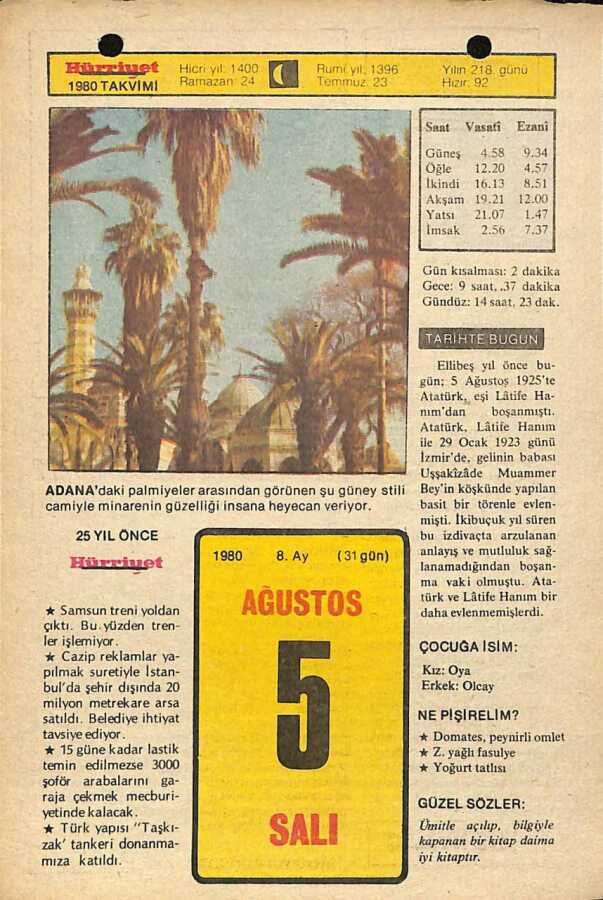 Hürriyet
1980 TAKVİMİ
Hicri yıl: 1400
Ramazan: 24
Rumi yıl: 1396
Temmuz: 23
Yılın 218. günü
Hızır: 92
Saat Vasatî Ezanî
Güneş 4.58 9.34
Öğle 12.20 4.57
İkindi 16.13 8.51
Akşam 19.21 12.00
Yatsı 21.07 1.47
İmsak 2.56 7.37
Gün kısalması: 2 dakika
Gece: 9 saat, .37 dakika
Gündüz: 14 saat, 23 dak.
TARİHTE BUGÜN
Ellibeş yıl önce bu-
gün; 5 Ağustos 1925'te
Atatürk, eşi Lâtife Ha-
nım'dan boşanmıştı.
Atatürk, Lâtife Hanım
ile 29 Ocak 1923 günü
İzmir'de, gelinin babası
Uşşakîzâde Muammer
Bey'in köşkünde yapılan
basit bir törenle evlen-
mişti. İkibuçuk yıl süren
bu izdivaçta arzulanan
anlayış ve mutluluk sağ-
lanamadığından boşan-
ma vaki olmuştu. Ata-
türk ve Lâtife Hanım bir
daha evlenmemişlerdi.
ÇOCUĞA İSİM:
Kız: Oya
Erkek: Olcay
NE PİŞİRELİM?
★ Domates, peynirli omlet
★ Z. yağlı fasulye
★ Yoğurt tatlısı
GÜZEL SÖZLER:
Ümitle açılıp, bilgiyle
kapanan bir kitap daima
iyi kitaptır.
ADANA'daki palmiyeler arasından görünen şu güney stili
camiyle minarenin güzelliği insana heyecan veriyor.
25 YIL ÖNCE
Hürriyet
★ Samsun treni yoldan
çıktı. Bu yüzden tren-
ler işlemiyor.
★ Cazip reklamlar ya-
pılmak suretiyle İstan-
bul'da şehir dışında 20
milyon metrekare arsa
satıldı. Belediye ihtiyat
tavsiye ediyor.
★ 15 güne kadar lastik
temin edilmezse 3000
şoför arabalarını ga-
raja çekmek mecburi-
yetinde kalacak.
★ Türk yapısı "Taşkı-
zak' tankeri donanma-
mıza katıldı.
1980 8. Ay (31 gün)
AĞUSTOS
5
SALI